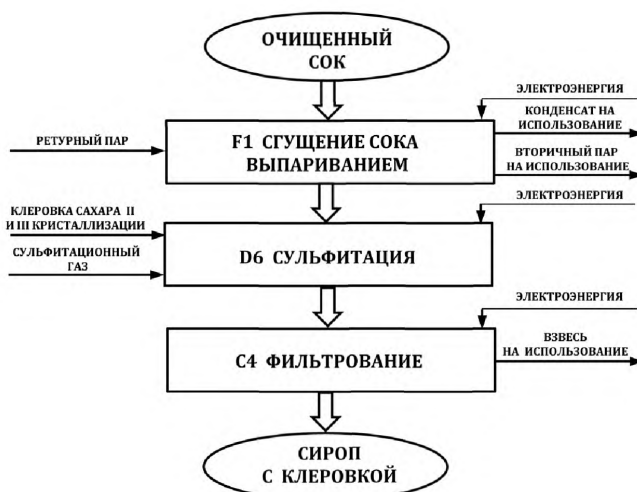 ОЧИЩЕННЫЙ
СОК
ЭЛЕКТРОЭНЕРГИЯ
КОНДЕНСАТ НА
ИСПОЛЬЗОВАНИЕ
РЕТУРНЫЙ ПАР
F1 СГУЩЕНИЕ СОКА
ВЫПАРИВАНИЕМ
ВТОРИЧНЫЙ ПАР
НА ИСПОЛЬЗОВАНИЕ
ЭЛЕКТРОЭНЕРГИЯ
КЛЕРОВКА САХАРА II
И III КРИСТАЛЛИЗАЦИИ
СУЛЬФИТАЦИОННЫЙ
ГАЗ
D6 СУЛЬФИТАЦИЯ
ЭЛЕКТРОЭНЕРГИЯ
C4 ФИЛЬТРОВАНИЕ
ВЗВЕСЬ
НА ИСПОЛЬЗОВАНИЕ
СИРОП
С КЛЕРОВКОЙ